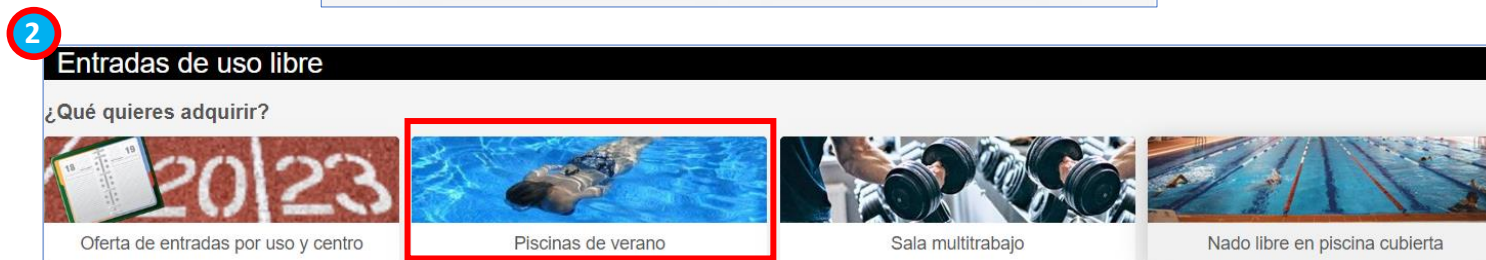 2
Entradas de uso libre
¿Qué quieres adquirir?
18 19
20 23
Oferta de entradas por uso y centro
Piscinas de verano
Sala multitrabajo
Nado libre en piscina cubierta